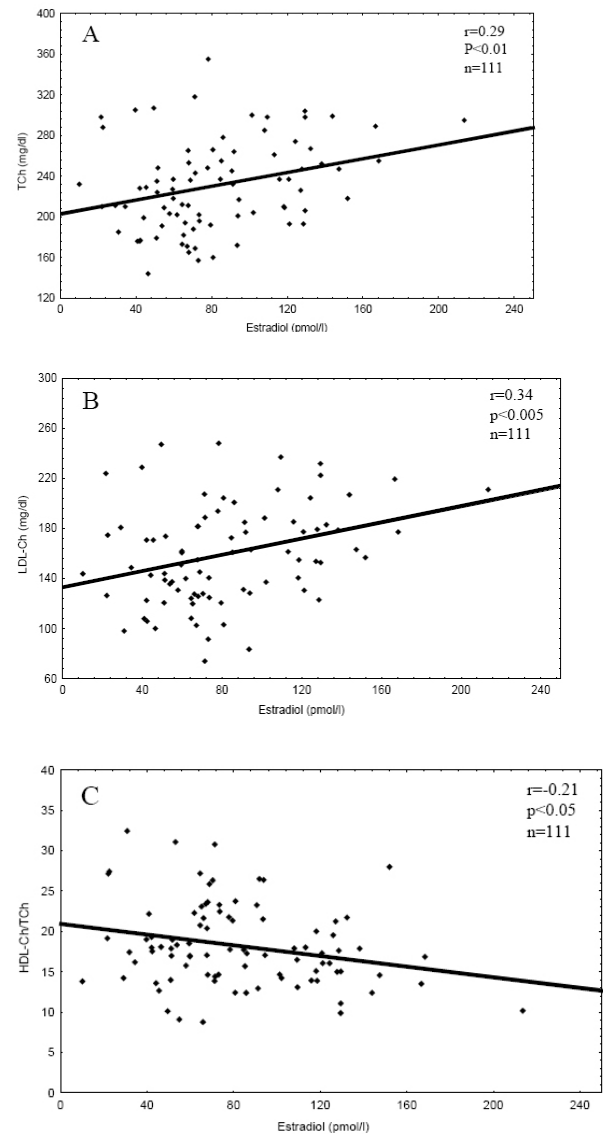 A
r=0.29
P<0.01
n=111
TCh (mg/dl)
400
360
320
280
240
200
160
120
0 40 80 120 160 200 240
Estradiol (pmol/l)
B
r=0.34
p<0.005
n=111
LDL-Ch (mg/dl)
300
260
220
180
140
100
60
0 40 80 120 160 200 240
Estradiol (pmol/l)
C
r=-0.21
p<0.05
n=111
HDL-Ch/TCh
40
35
30
25
20
15
10
5
0
0 40 80 120 160 200 240
Estradiol (pmol/l)